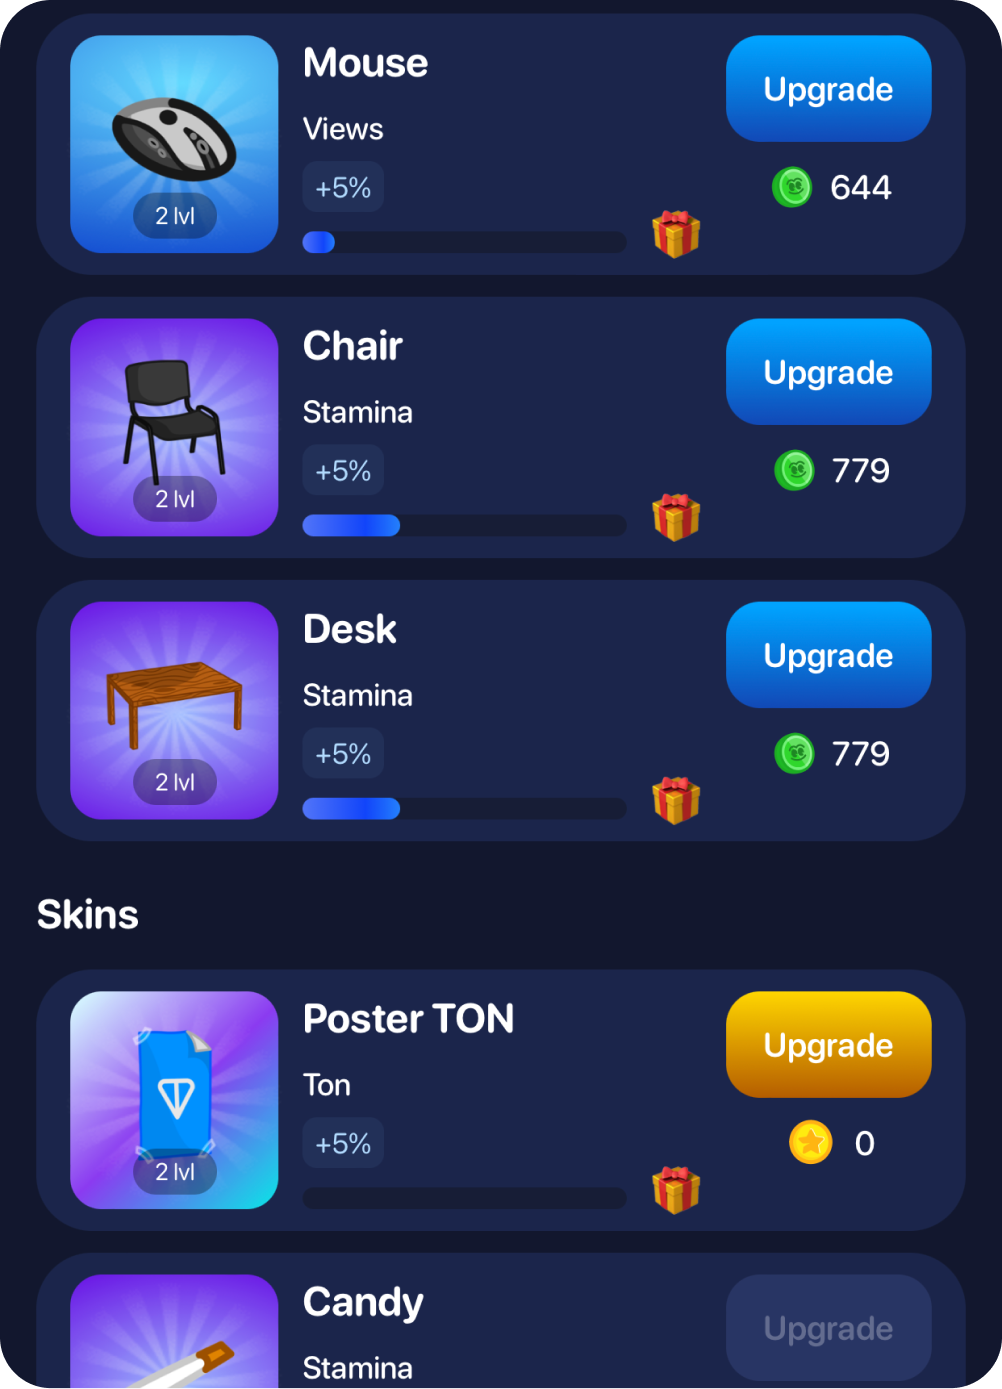 Mouse
Upgrade
Views
+5%
644
2 lvl
Chair
Upgrade
Stamina
+5%
779
2 lvl
Desk
Upgrade
Stamina
+5%
779
2 lvl
Skins
Poster TON
Upgrade
Ton
+5%
0
2 lvl
Candy
Upgrade
Stamina